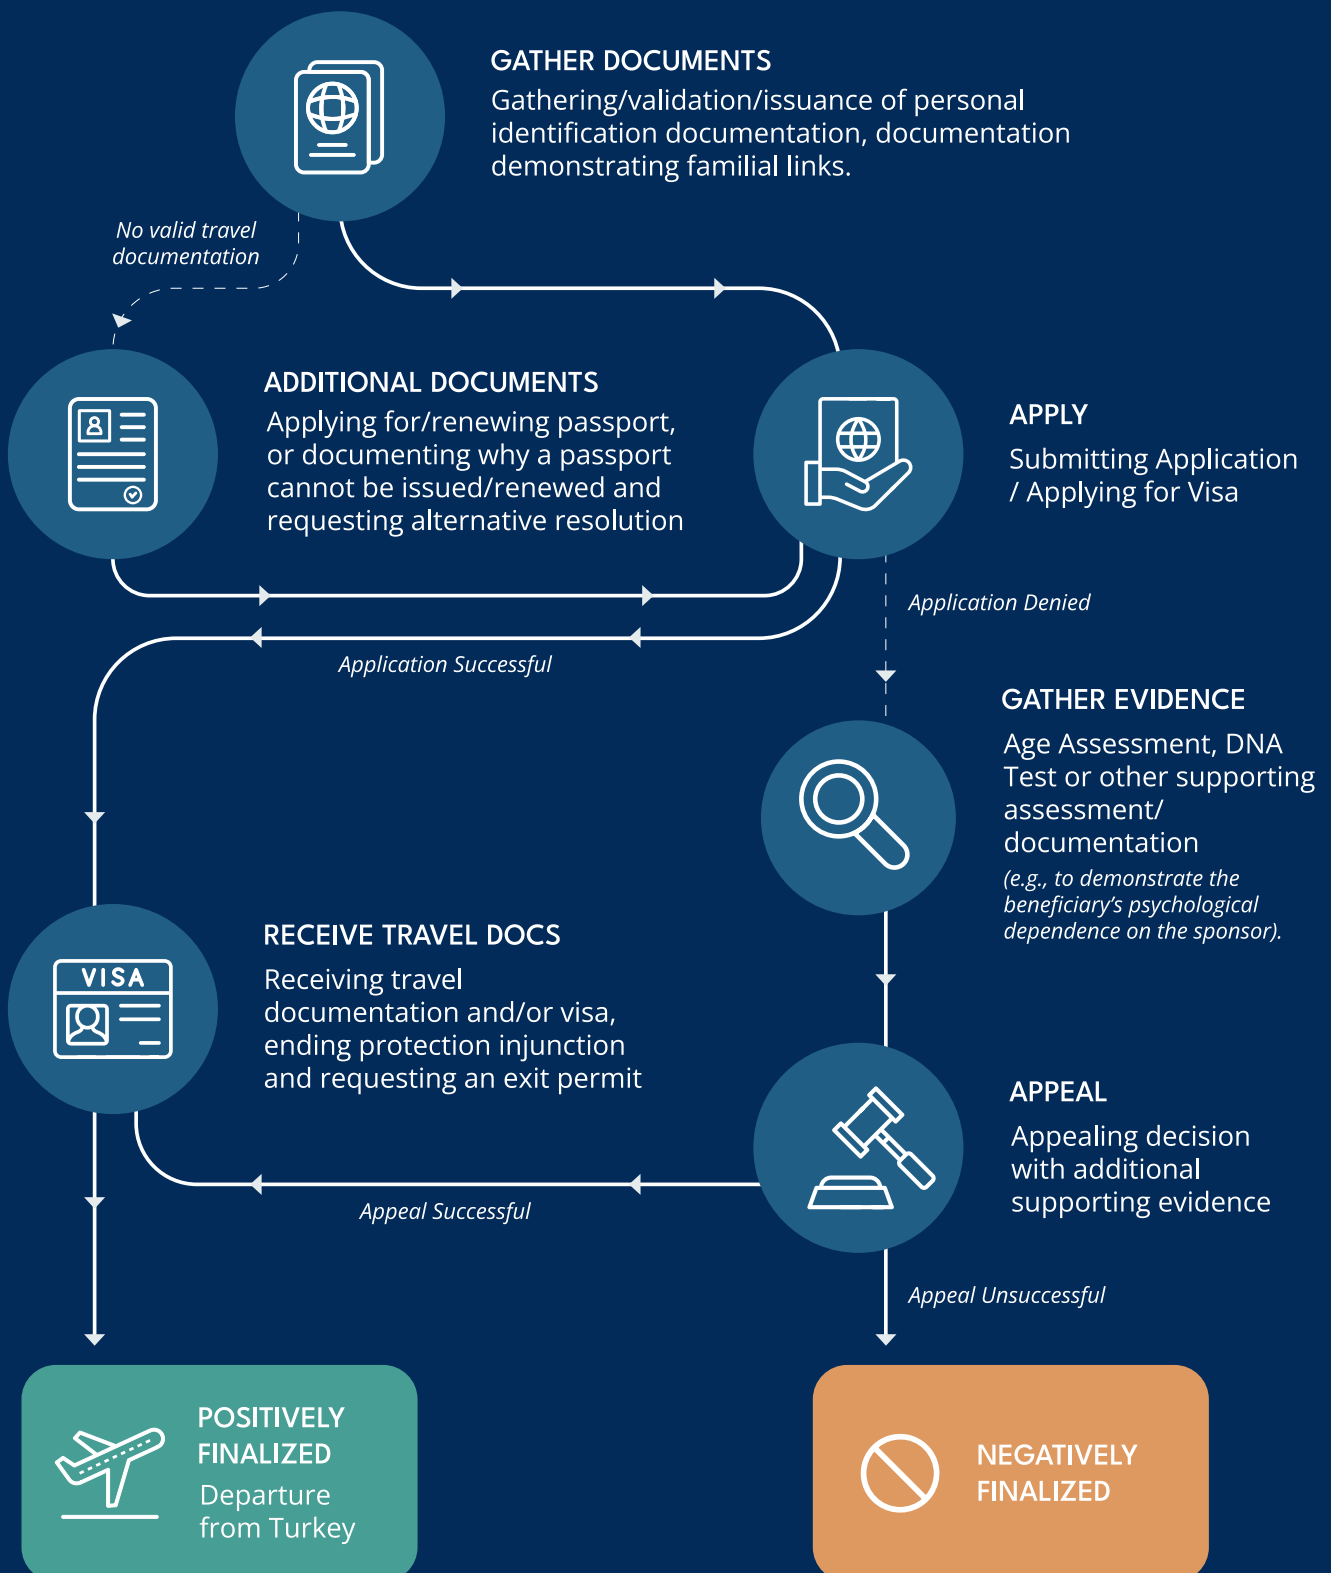 GATHER DOCUMENTS
Gathering/validation/issuance of personal
identification documentation, documentation
demonstrating familial links.
No valid travel
documentation
ADDITIONAL DOCUMENTS
Applying for/renewing passport,
or documenting why a passport
cannot be issued/renewed and
requesting alternative resolution
APPLY
Submitting Application
/ Applying for Visa
Application Denied
Application Successful
GATHER EVIDENCE
Age Assessment, DNA
Test or other supporting
assessment/
documentation
(e.g., to demonstrate the
beneficiary’s psychological
dependence on the sponsor).
VISA
RECEIVE TRAVEL DOCS
Receiving travel
documentation and/or visa,
ending protection injunction
and requesting an exit permit
APPEAL
Appealing decision
with additional
supporting evidence
Appeal Successful
Appeal Unsuccessful
POSITIVELY
FINALIZED
Departure
from Turkey
NEGATIVELY
FINALIZED